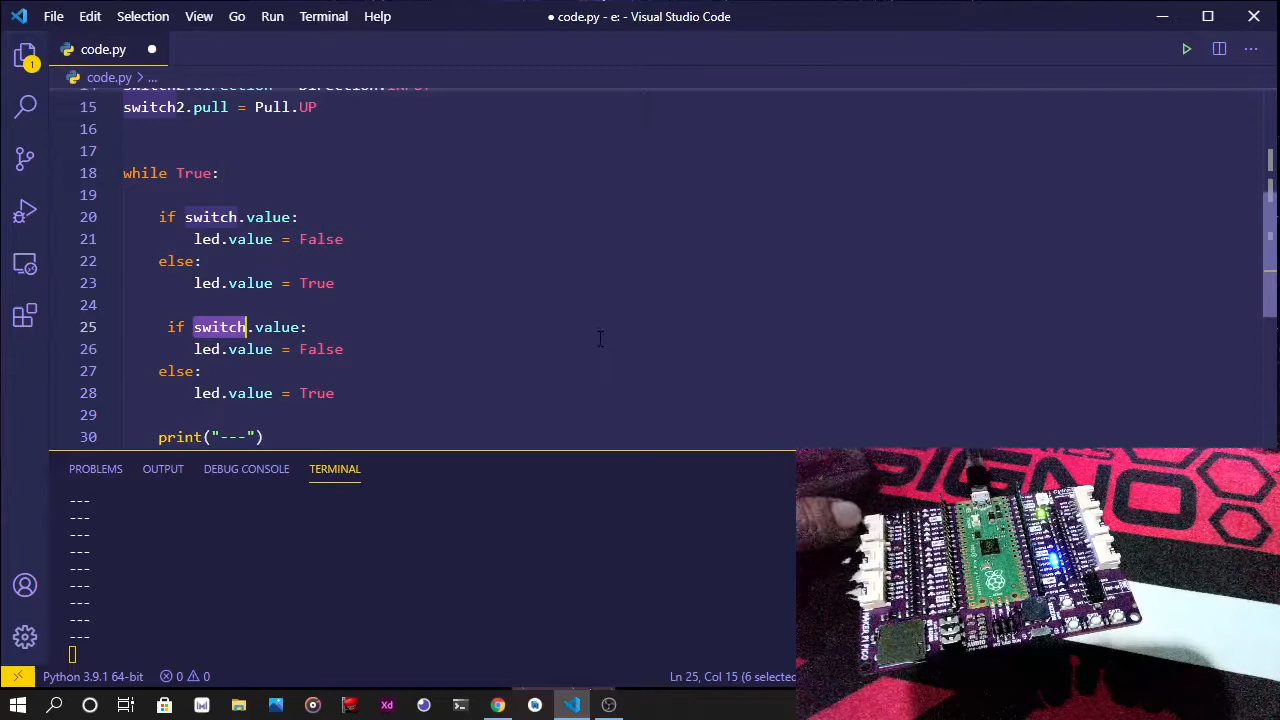 File Edit Selection View Go Run Terminal Help
● code.py - e: - Visual Studio Code
code.py
code.py > ...
15 switch2.pull = Pull.UP
16
17
18 while True:
19
20 if switch.value:
21 led.value = False
22 else:
23 led.value = True
24
25 if switch.value:
26 led.value = False
27 else:
28 led.value = True
29
30 print("---")
1
PROBLEMS OUTPUT DEBUG CONSOLE TERMINAL
---
---
---
---
---
---
---
---
---
Python 3.9.1 64-bit
0 0
Ln 25, Col 15 (6 selected
Xd